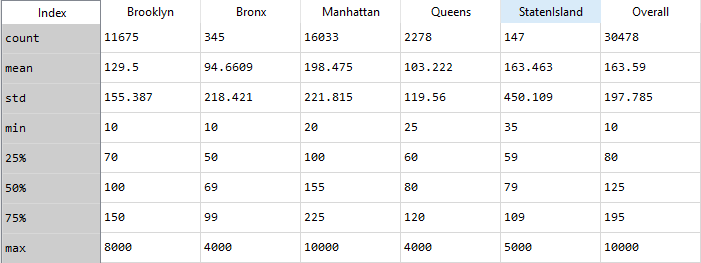 Index Brooklyn Bronx Manhattan Queens StatenIsland Overall
count 11675 345 16033 2278 147 30478
mean 129.5 94.6609 198.475 103.222 163.463 163.59
std 155.387 218.421 221.815 119.56 450.109 197.785
min 10 10 20 25 35 10
25% 70 50 100 60 59 80
50% 100 69 155 80 79 125
75% 150 99 225 120 109 195
max 8000 4000 10000 4000 5000 10000